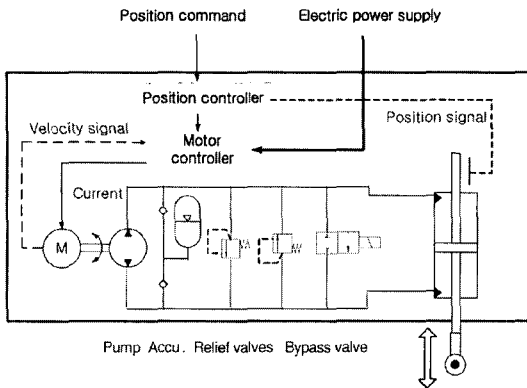 Position command
Electric power supply
Position controller
Velocity signal
Position signal
Motor
controller
Current
M
Pump Accu. Relief valves Bypass valve